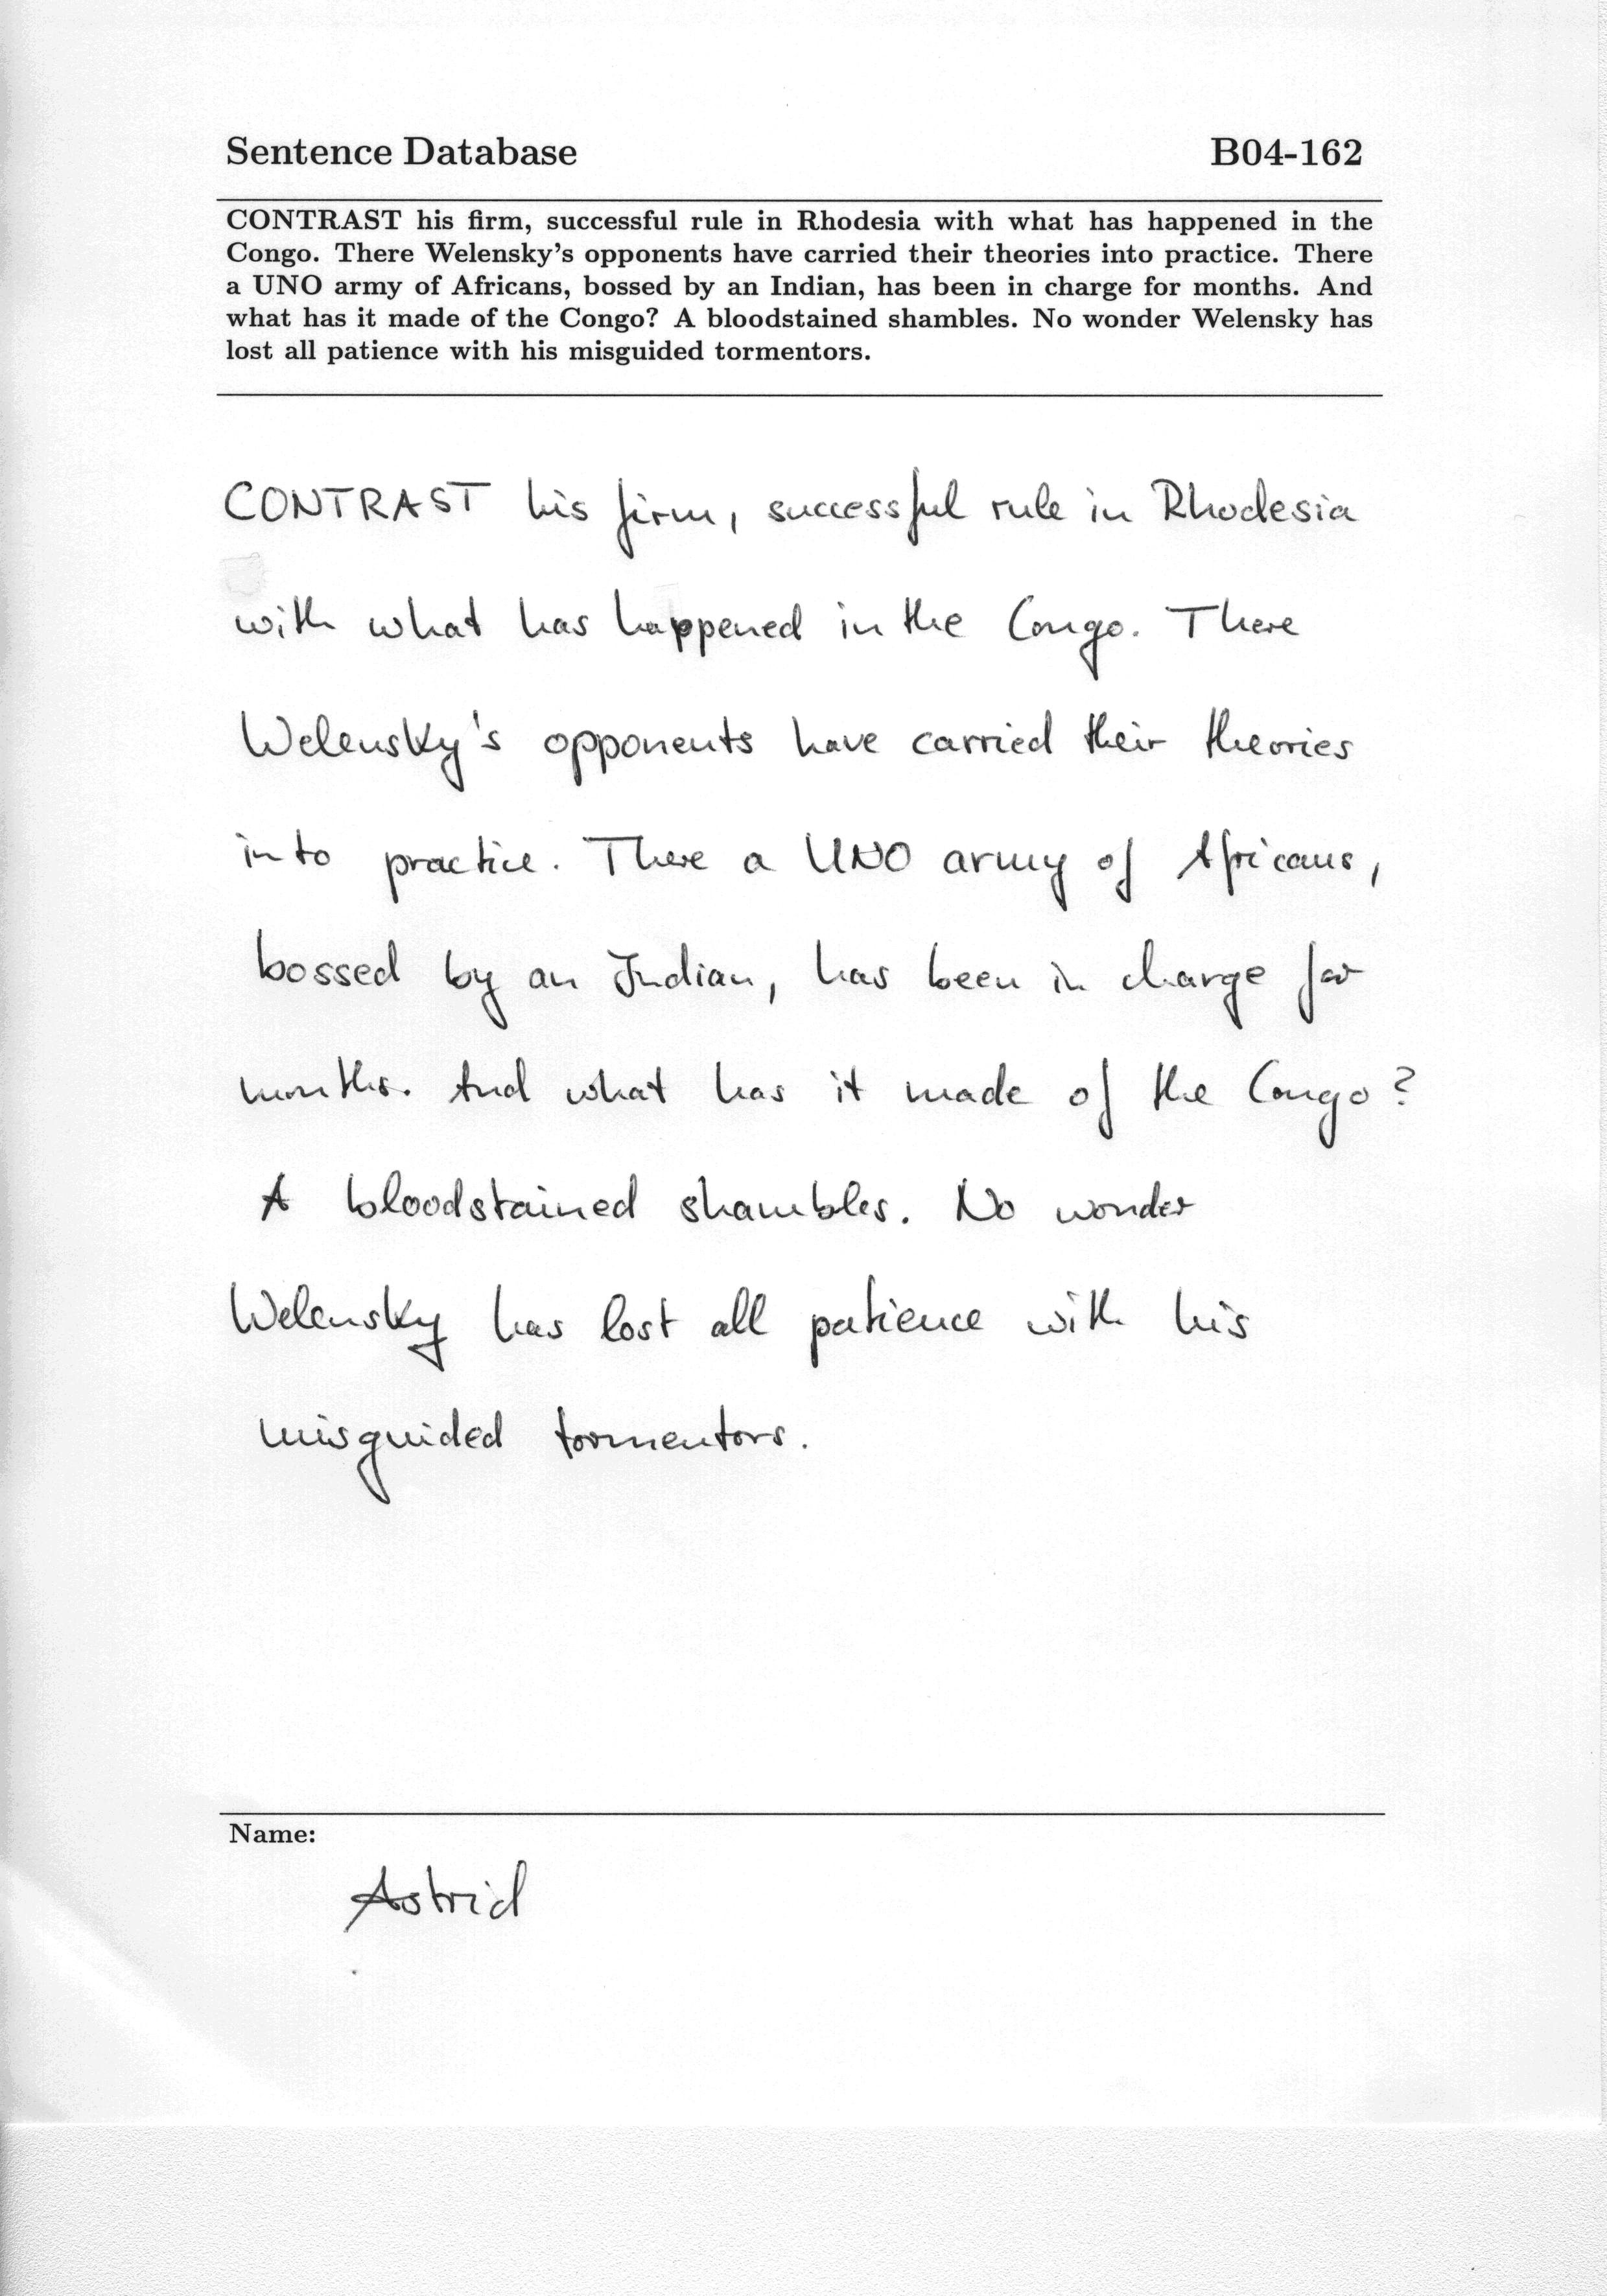 Sentence Database B04-162
CONTRAST his firm, successful rule in Rhodesia with what has happened in the
Congo. There Welensky's opponents have carried their theories into practice. There
a UNO army of Africans, bossed by an Indian, has been in charge for months. And
what has it made of the Congo? A bloodstained shambles. No wonder Welensky has
lost all patience with his misguided tormentors.
CONTRAST his firm, successful rule in Rhodesia
with what has happened in the Congo. There
Welensky's opponents have carried their theories
into practice. There a UNO army of Africans,
bossed by an Indian, has been in charge for
months. And what has it made of the Congo?
A bloodstained shambles. No wonder
Welensky has lost all patience with his
misguided tormentors.
Name:
Astrid